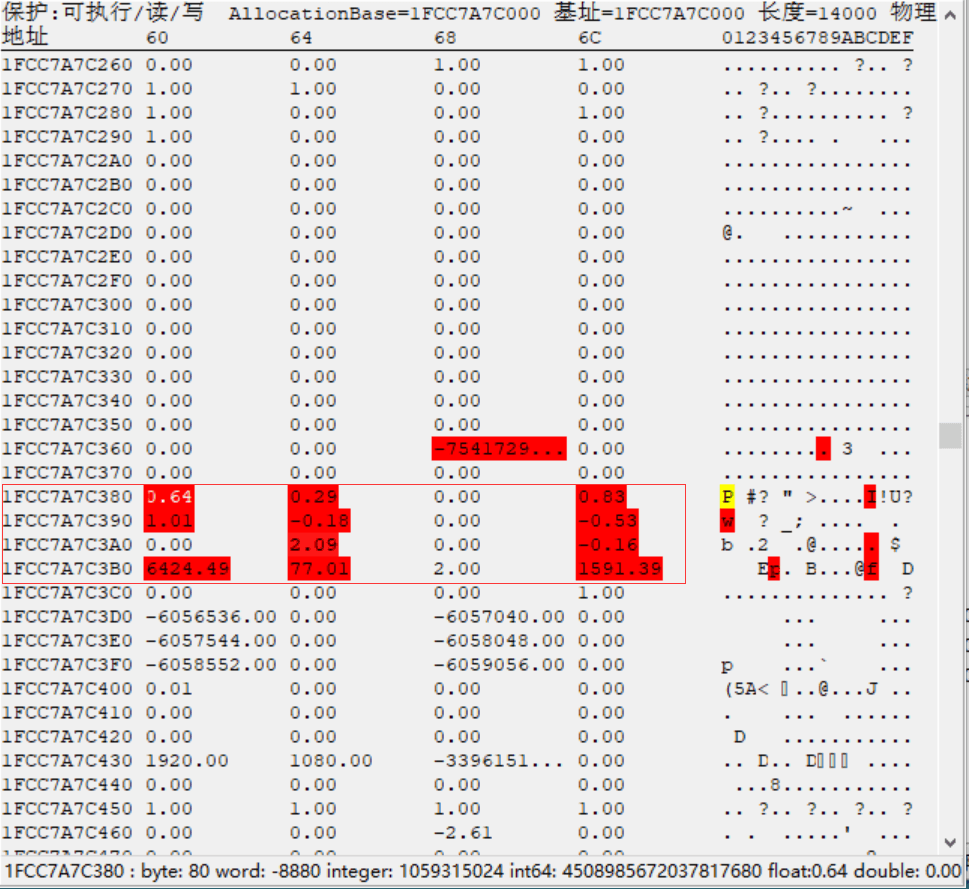 保护:可执行/读/写 AllocationBase=1FCC7A7C000 基址=1FCC7A7C000 长度=14000 物理
地址 60 64 68 6C 0123456789ABCDEF
1FCC7A7C260 0.00 0.00 1.00 1.00 .......... ?.. ?
1FCC7A7C270 1.00 1.00 0.00 0.00 .. ?.. ?........
1FCC7A7C280 1.00 0.00 0.00 1.00 .. ?.......... ?
1FCC7A7C290 1.00 0.00 0.00 0.00 .. ?.... . ...
1FCC7A7C2A0 0.00 0.00 0.00 0.00 ................
1FCC7A7C2B0 0.00 0.00 0.00 0.00 ................
1FCC7A7C2C0 0.00 0.00 0.00 0.00 ..........~ ...
1FCC7A7C2D0 0.00 0.00 0.00 0.00 @. ...........
1FCC7A7C2E0 0.00 0.00 0.00 0.00 ................
1FCC7A7C2F0 0.00 0.00 0.00 0.00 ................
1FCC7A7C300 0.00 0.00 0.00 0.00 ................
1FCC7A7C310 0.00 0.00 0.00 0.00 ................
1FCC7A7C320 0.00 0.00 0.00 0.00 ................
1FCC7A7C330 0.00 0.00 0.00 0.00 ................
1FCC7A7C340 0.00 0.00 0.00 0.00 ................
1FCC7A7C350 0.00 0.00 0.00 0.00 ................
1FCC7A7C360 0.00 0.00 -7541729... 0.00 ......... 3 ...
1FCC7A7C370 0.00 0.00 0.00 0.00 ................
1FCC7A7C380 0.64 0.29 0.00 0.83 P #? " >....I!U?
1FCC7A7C390 1.01 -0.18 0.00 -0.53 w ? _; .... .
1FCC7A7C3A0 0.00 2.09 0.00 -0.16 b .2 .@..... $
1FCC7A7C3B0 6424.49 77.01 2.00 1591.39 Ep. B...@f D
1FCC7A7C3C0 0.00 0.00 0.00 1.00 .............. ?
1FCC7A7C3D0 -6056536.00 0.00 -6057040.00 0.00 ... ...
1FCC7A7C3E0 -6057544.00 0.00 -6058048.00 0.00 ... ...
1FCC7A7C3F0 -6058552.00 0.00 -6059056.00 0.00 p ...` ...
1FCC7A7C400 0.01 0.00 0.00 0.00 (5A< ..@...J ..
1FCC7A7C410 0.00 0.00 0.00 0.00 . ... ......
1FCC7A7C420 0.00 0.00 0.00 0.00 D ...........
1FCC7A7C430 1920.00 1080.00 -3396151... 0.00 .. D.. D ....
1FCC7A7C440 0.00 0.00 0.00 0.00 ...8...........
1FCC7A7C450 1.00 1.00 1.00 1.00 .. ?.. ?.. ?.. ?
1FCC7A7C460 0.00 0.00 -2.61 0.00 . . .....' ...
1FCC7A7C380 : byte: 80 word: -8880 integer: 1059315024 int64: 4508985672037817680 float:0.64 double: 0.00